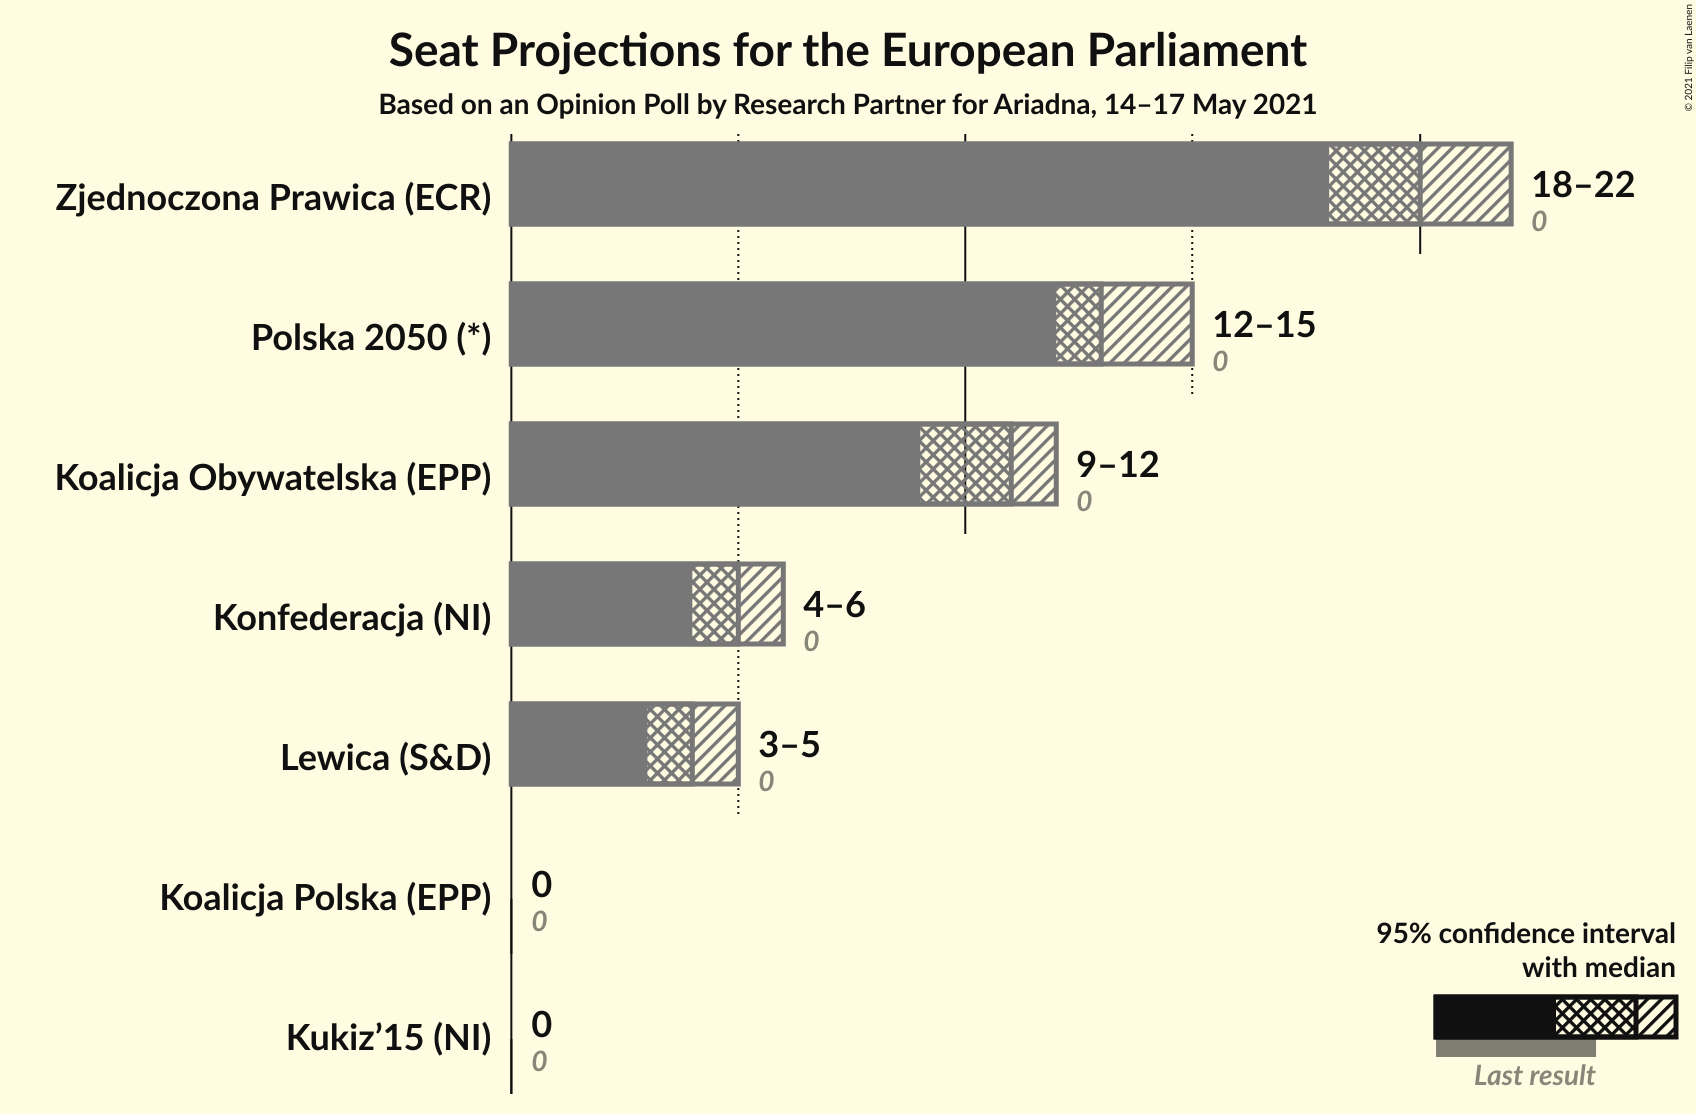 Seat Projections for the European Parliament
Based on an Opinion Poll by Research Partner for Ariadna, 14–17 May 2021
© 2021 Filip van Laenen
Zjednoczona Prawica (ECR)
18–22
0
Polska 2050 (*)
12–15
0
Koalicja Obywatelska (EPP)
9–12
0
Konfederacja (NI)
4–6
0
Lewica (S&D)
3–5
0
Koalicja Polska (EPP)
0
0
Kukiz’15 (NI)
0
0
95% confidence interval
with median
Last result